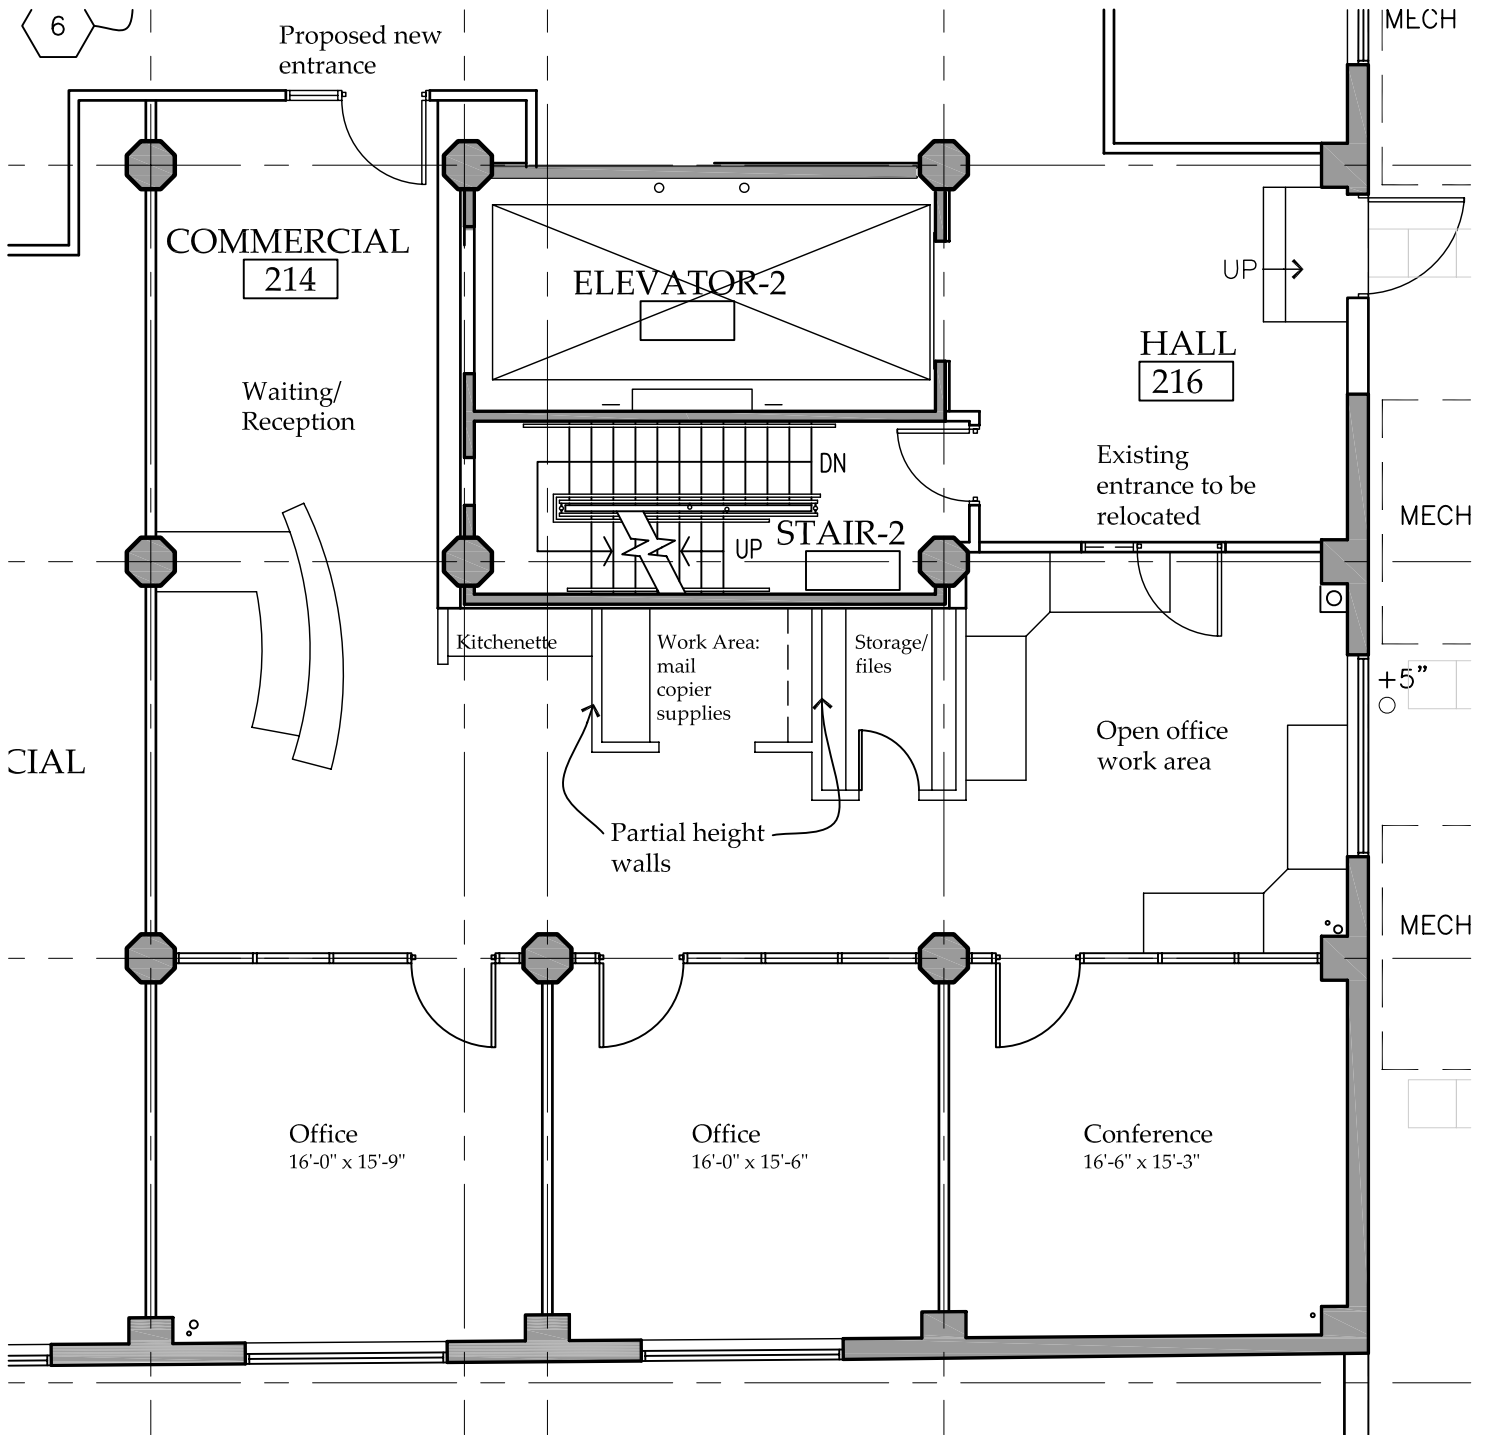 6
MECH
Proposed new
entrance
COMMERCIAL
214
ELEVATOR-2
UP
HALL
216
Waiting/
Reception
DN
Existing
entrance to be
relocated
STAIR-2
UP
MECH
Kitchenette
Work Area:
mail
copier
supplies
Storage/
files
+5"
Open office
work area
CIAL
Partial height
walls
MECH
Office
16'-0" x 15'-9"
Office
16'-0" x 15'-6"
Conference
16'-6" x 15'-3"